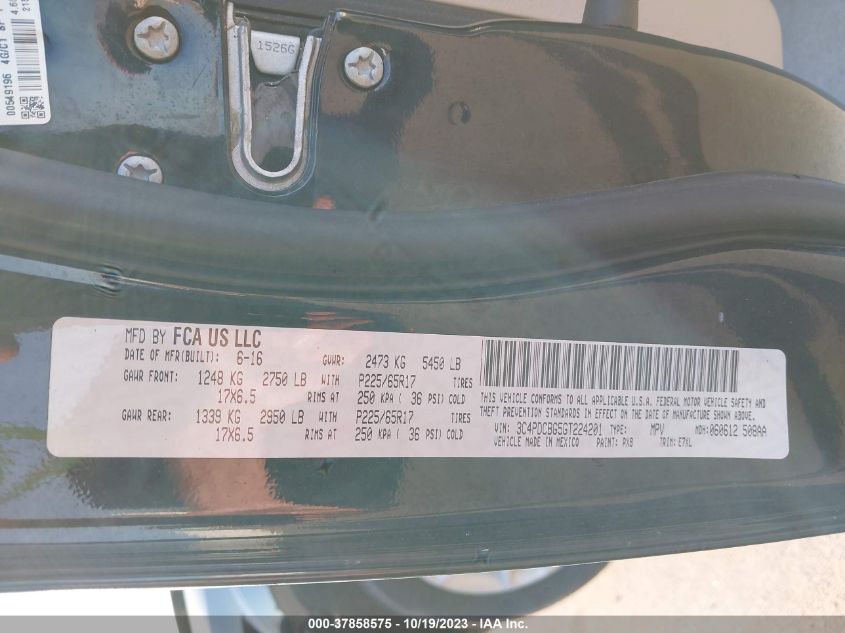 00549196 4G/C1
1526G
MFD BY FCA US LLC
DATE OF MFR(BUILT): 6-16 GVWR: 2473 KG 5450 LB
GAWR FRONT: 1248 KG 2750 LB WITH P225/65R17 TIRES
17X6.5 RIMS AT 250 KPA ( 36 PSI) COLD
GAWR REAR: 1339 KG 2950 LB WITH P225/65R17 TIRES
17X6.5 RIMS AT 250 KPA ( 36 PSI) COLD
THIS VEHICLE CONFORMS TO ALL APPLICABLE U.S.A. FEDERAL MOTOR VEHICLE SAFETY AND
THEFT PREVENTION STANDARDS IN EFFECT ON THE DATE OF MANUFACTURE SHOWN ABOVE.
VIN: 3C4PDCBG5GT224201 TYPE: MPV MDH: 060612 508AA
VEHICLE MADE IN MEXICO PAINT: PX8 TRIM: E7XL
000-37858575 - 10/19/2023 - IAA Inc.